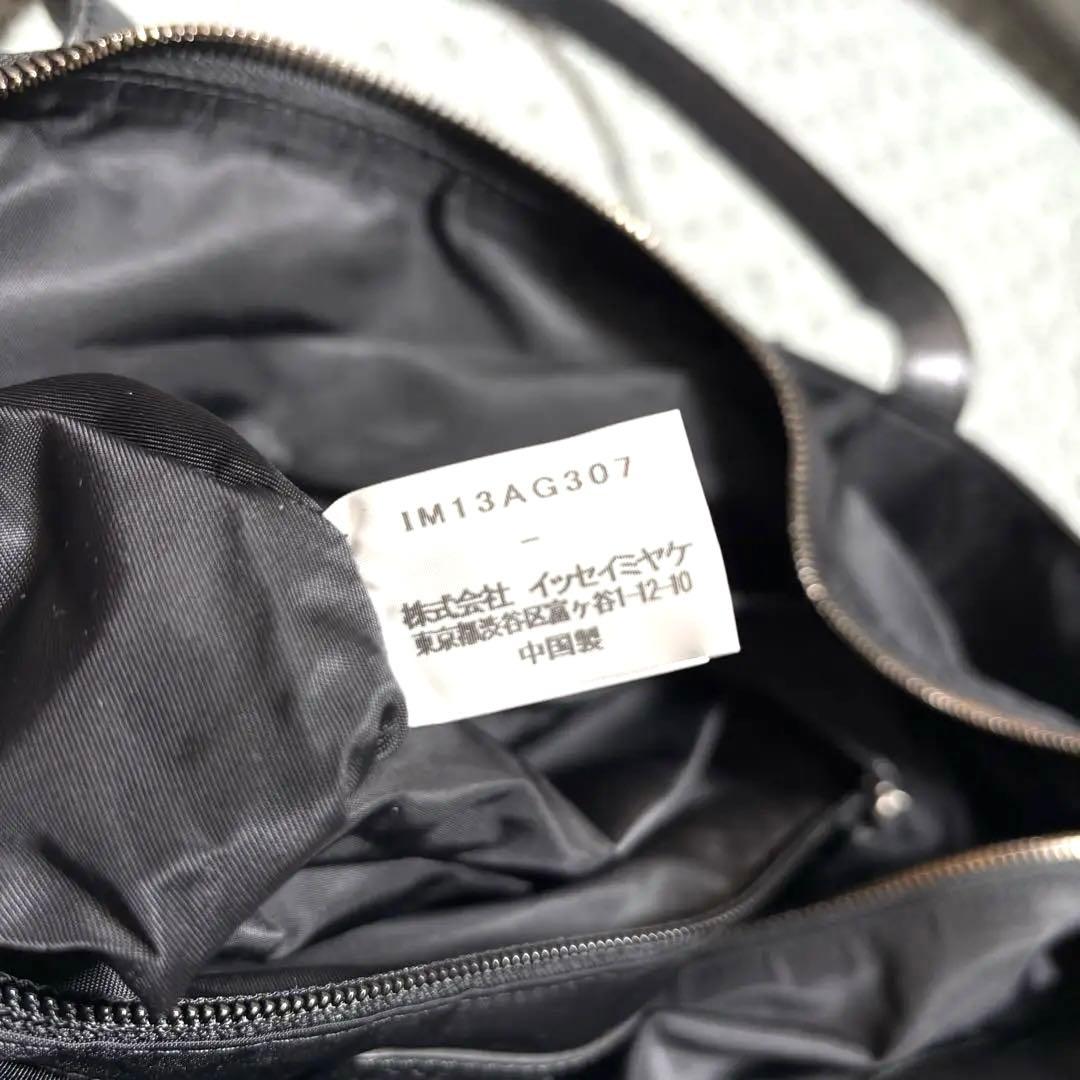 IM13AG307
–
株式会社 イッセイミヤケ
東京都渋谷区富ヶ谷1-12-10
中国製